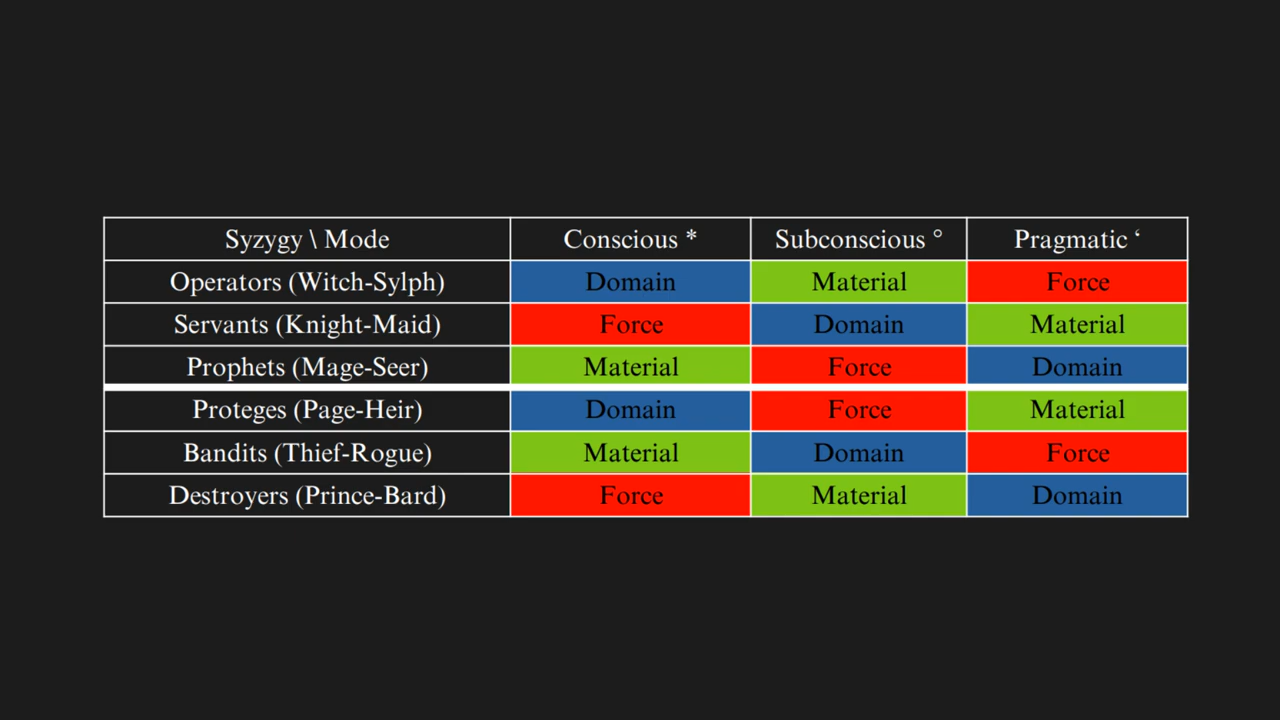 Syzygy \ Mode Conscious * Subconscious ° Pragmatic ‘
Operators (Witch-Sylph) Domain Material Force
Servants (Knight-Maid) Force Domain Material
Prophets (Mage-Seer) Material Force Domain
Proteges (Page-Heir) Domain Force Material
Bandits (Thief-Rogue) Material Domain Force
Destroyers (Prince-Bard) Force Material Domain